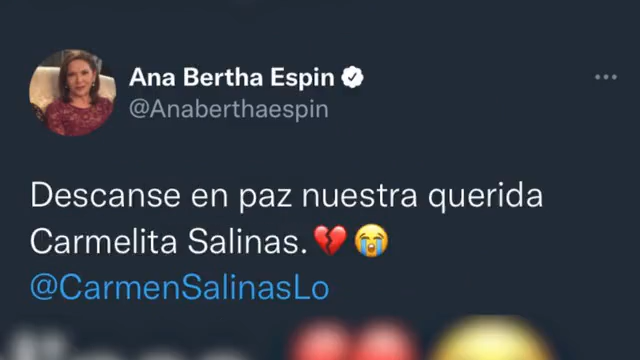 Ana Bertha Espin
@Anaberthaespin
Descanse en paz nuestra querida
Carmelita Salinas.💔😭
@CarmenSalinasLo